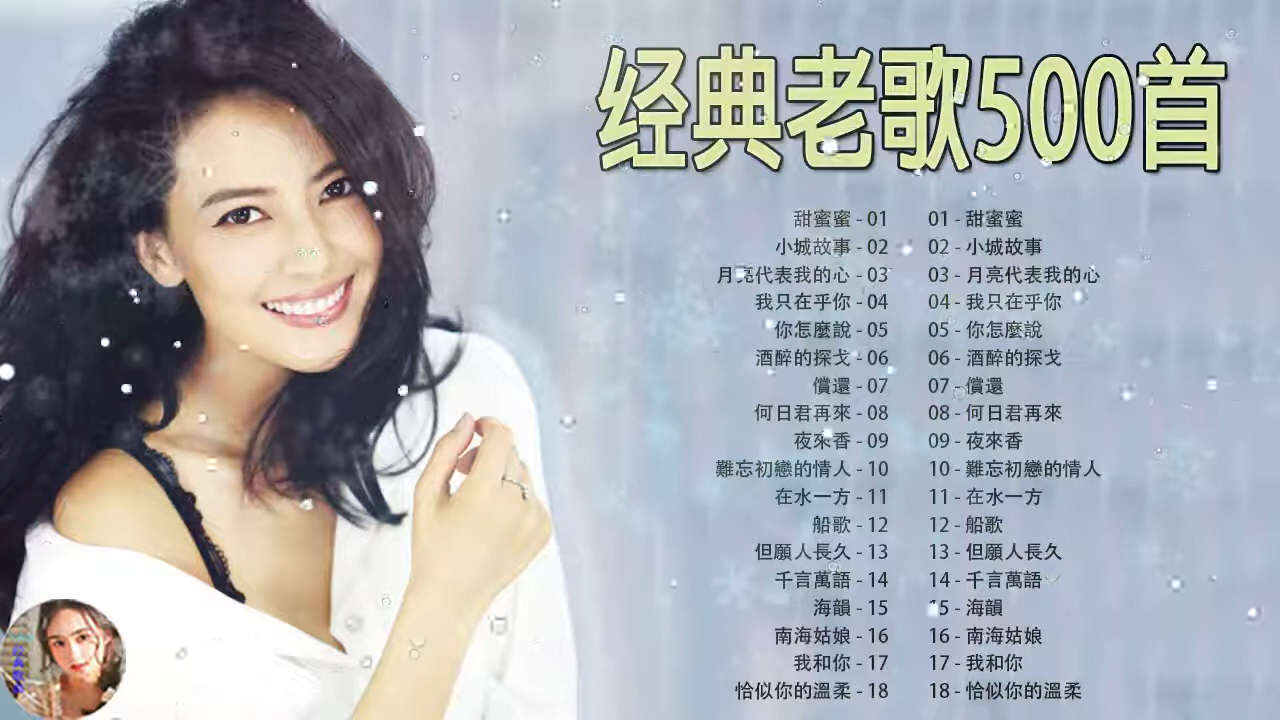 经典老歌500首
甜蜜蜜 - 01 01 - 甜蜜蜜
小城故事 - 02 02 - 小城故事
月亮代表我的心 - 03 03 - 月亮代表我的心
我只在乎你 - 04 04 - 我只在乎你
你怎麼說 - 05 05 - 你怎麼說
酒醉的探戈 - 06 06 - 酒醉的探戈
償還 - 07 07 - 償還
何日君再來 - 08 08 - 何日君再來
夜來香 - 09 09 - 夜來香
難忘初戀的情人 - 10 10 - 難忘初戀的情人
在水一方 - 11 11 - 在水一方
船歌 - 12 12 - 船歌
但願人長久 - 13 13 - 但願人長久
千言萬語 - 14 14 - 千言萬語
海韻 - 15 15 - 海韻
南海姑娘 - 16 16 - 南海姑娘
我和你 - 17 17 - 我和你
恰似你的溫柔 - 18 18 - 恰似你的溫柔